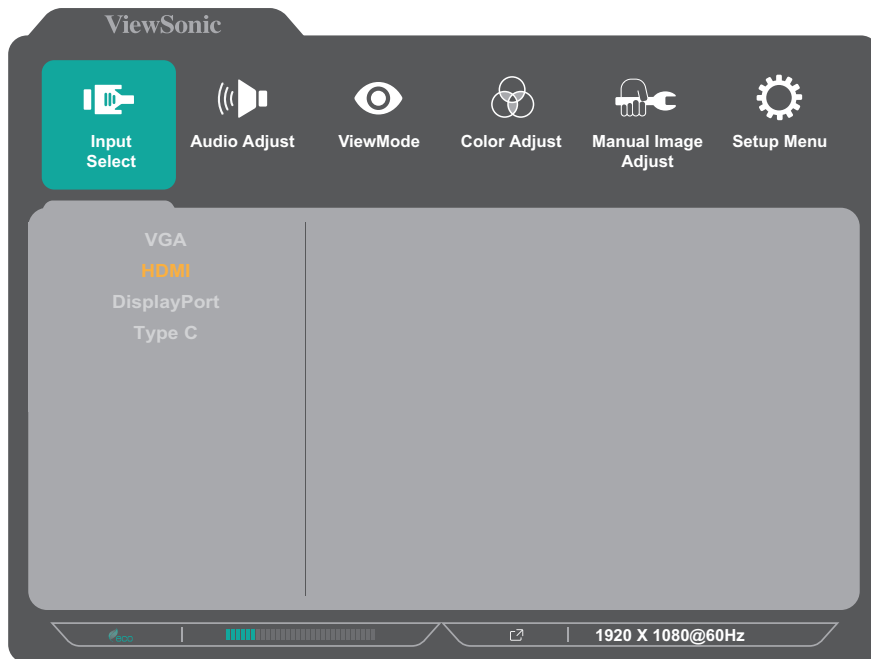 ViewSonic
Input
Select
Audio Adjust
ViewMode
Color Adjust
Manual Image
Adjust
Setup Menu
VGA
HDMI
DisplayPort
Type C
eco
1920 X 1080@60Hz